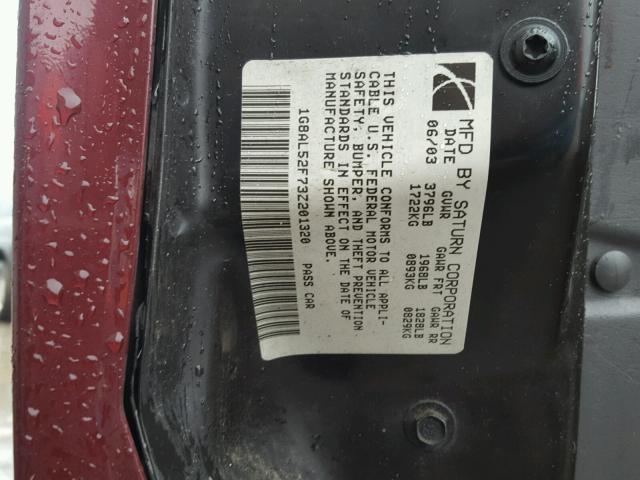 MFD BY SATURN CORPORATION
DATE GVWR GAWR FRT GAWR RR
06/03 3796LB 1968LB 1828LB
1722KG 0893KG 0829KG
THIS VEHICLE CONFORMS TO ALL APPLI-
CABLE U.S. FEDERAL MOTOR VEHICLE
SAFETY, BUMPER, AND THEFT PREVENTION
STANDARDS IN EFFECT ON THE DATE OF
MANUFACTURE SHOWN ABOVE.
1G8AL52F73Z201320 PASS CAR